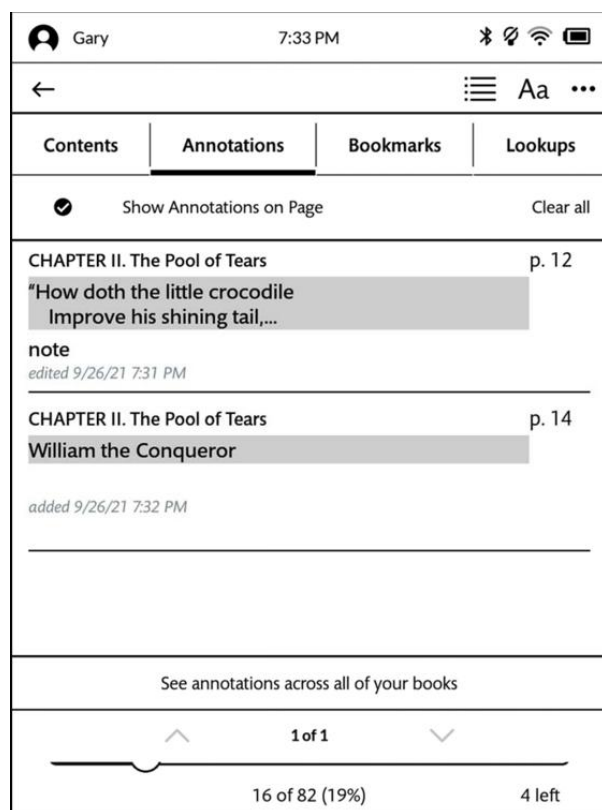 Gary 7:33 PM
Aa
Contents Annotations Bookmarks Lookups
Show Annotations on Page Clear all
CHAPTER II. The Pool of Tears p. 12
“How doth the little crocodile
Improve his shining tail,...
note
edited 9/26/21 7:31 PM
CHAPTER II. The Pool of Tears p. 14
William the Conqueror
added 9/26/21 7:32 PM
See annotations across all of your books
1 of 1
16 of 82 (19%) 4 left